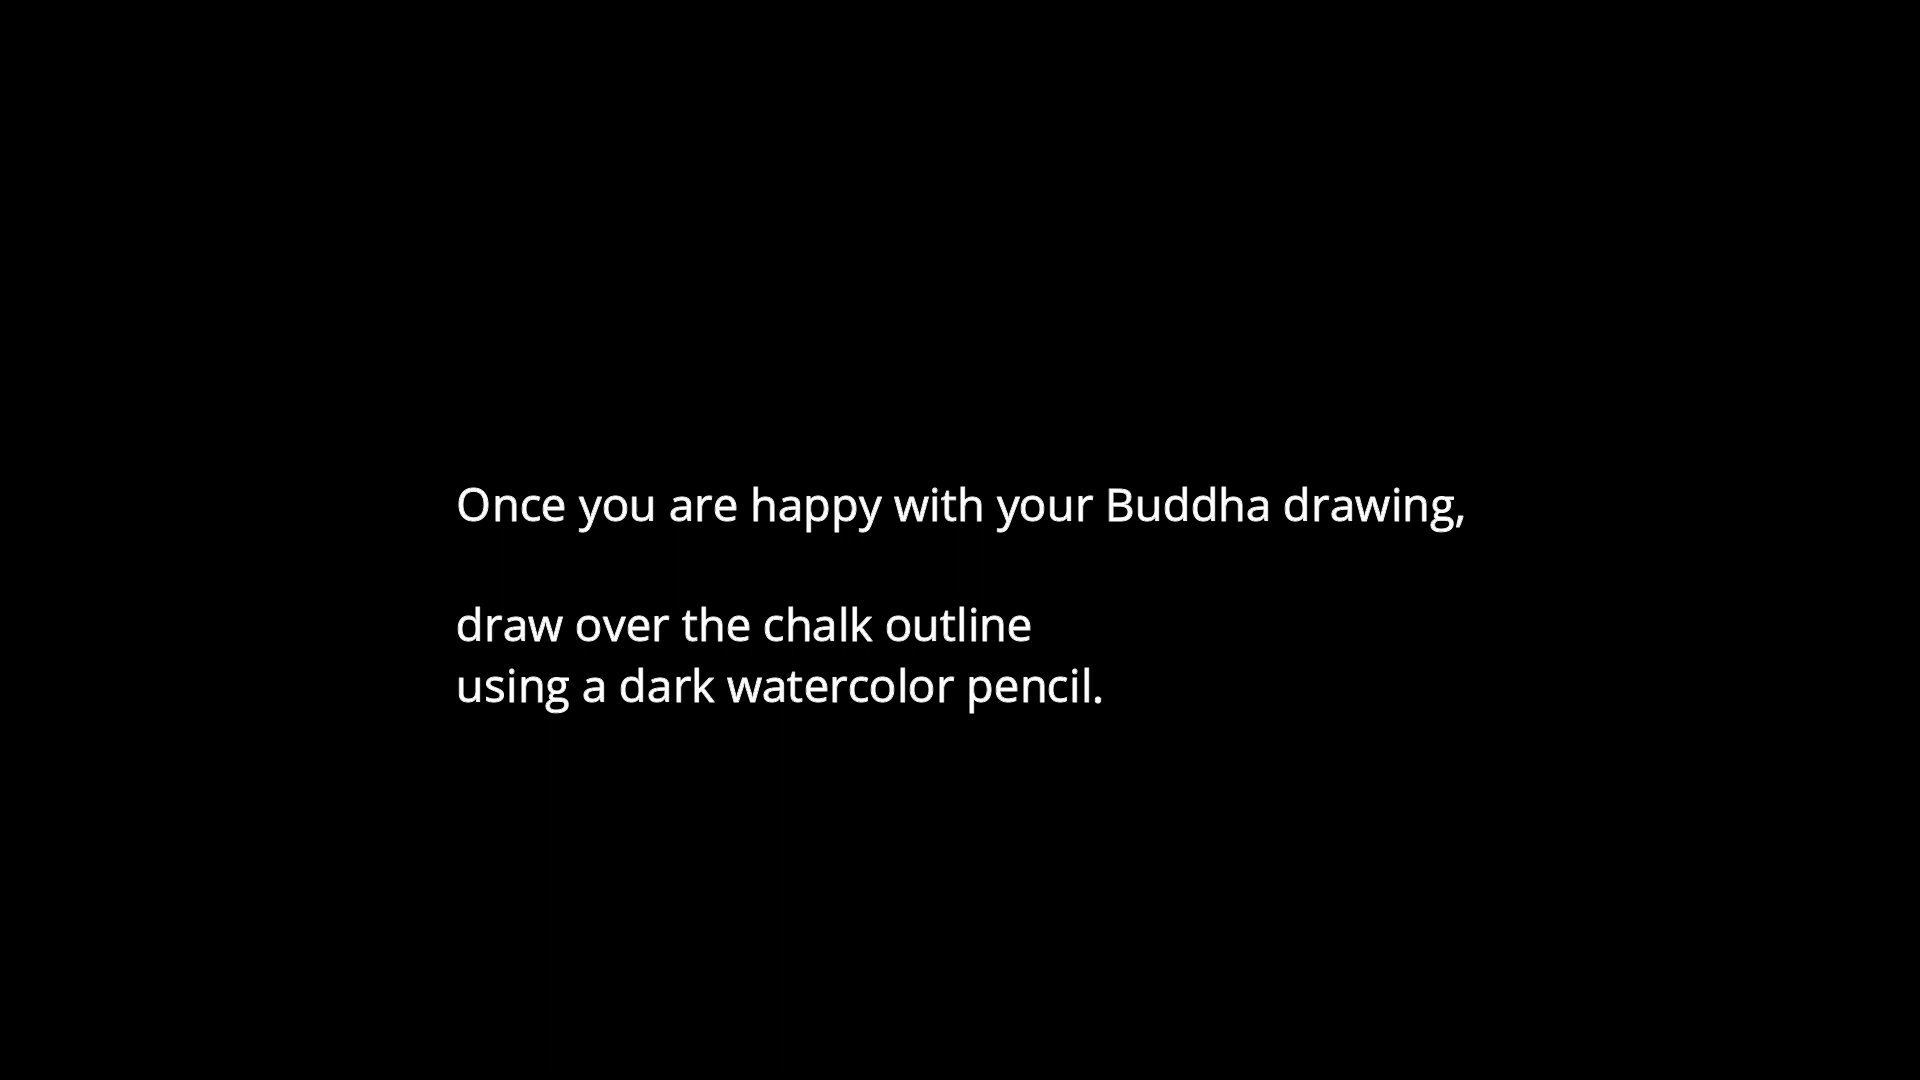 Once you are happy with your Buddha drawing,
draw over the chalk outline
using a dark watercolor pencil.